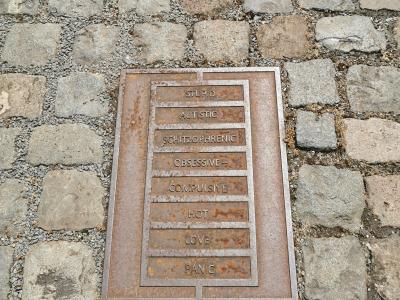 STUPID
AUTISTIC
SCHIZOPHRENIC
OBSESSIVE-
COMPULSIVE
HOT
LOVE
PANIC